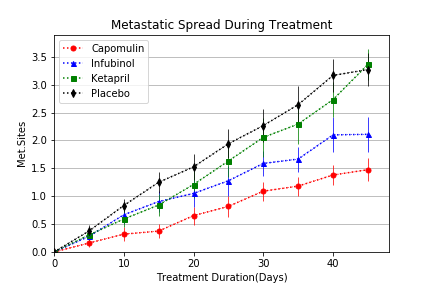 Metastatic Spread During Treatment
Capomulin
Infubinol
Ketapril
Placebo
Met.Sites
3.5
3.0
2.5
2.0
1.5
1.0
0.5
0.0
0
10
20
30
40
Treatment Duration(Days)